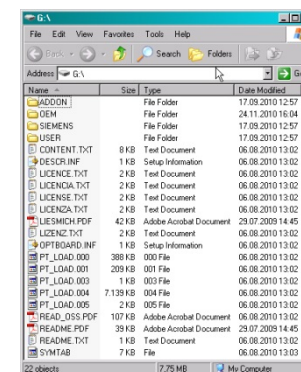 G:\
File Edit View Favorites Tools Help
Back Search Folders
Address G:\ G
Name Size Type Date Modified
ADDON File Folder 17.09.2010 12:57
OEM File Folder 24.11.2010 16:04
SIEMENS File Folder 17.09.2010 12:57
USER File Folder 17.09.2010 12:57
CONTENT.TXT 8 KB Text Document 06.08.2010 13:02
DESCR.INF 1 KB Setup Information 06.08.2010 13:02
LICENCE.TXT 2 KB Text Document 06.08.2010 13:02
LICENCIA.TXT 2 KB Text Document 06.08.2010 13:02
LICENSE.TXT 2 KB Text Document 06.08.2010 13:02
LICENZA.TXT 2 KB Text Document 06.08.2010 13:02
LIESMICH.PDF 42 KB Adobe Acrobat Document 29.07.2009 14:45
LIZENZ.TXT 2 KB Text Document 06.08.2010 13:02
OPTBOARD.INF 1 KB Setup Information 06.08.2010 13:02
PT_LOAD.000 388 KB 000 File 06.08.2010 13:02
PT_LOAD.001 209 KB 001 File 06.08.2010 13:02
PT_LOAD.003 1 KB 003 File 06.08.2010 13:02
PT_LOAD.004 7.139 KB 004 File 06.08.2010 13:02
PT_LOAD.005 2 KB 005 File 06.08.2010 13:02
READ_OSS.PDF 107 KB Adobe Acrobat Document 06.08.2010 13:02
README.PDF 39 KB Adobe Acrobat Document 29.07.2009 14:45
README.TXT 1 KB Text Document 06.08.2010 13:02
SYMTAB 7 KB File 06.08.2010 13:03
22 objects 7,75 MB My Computer